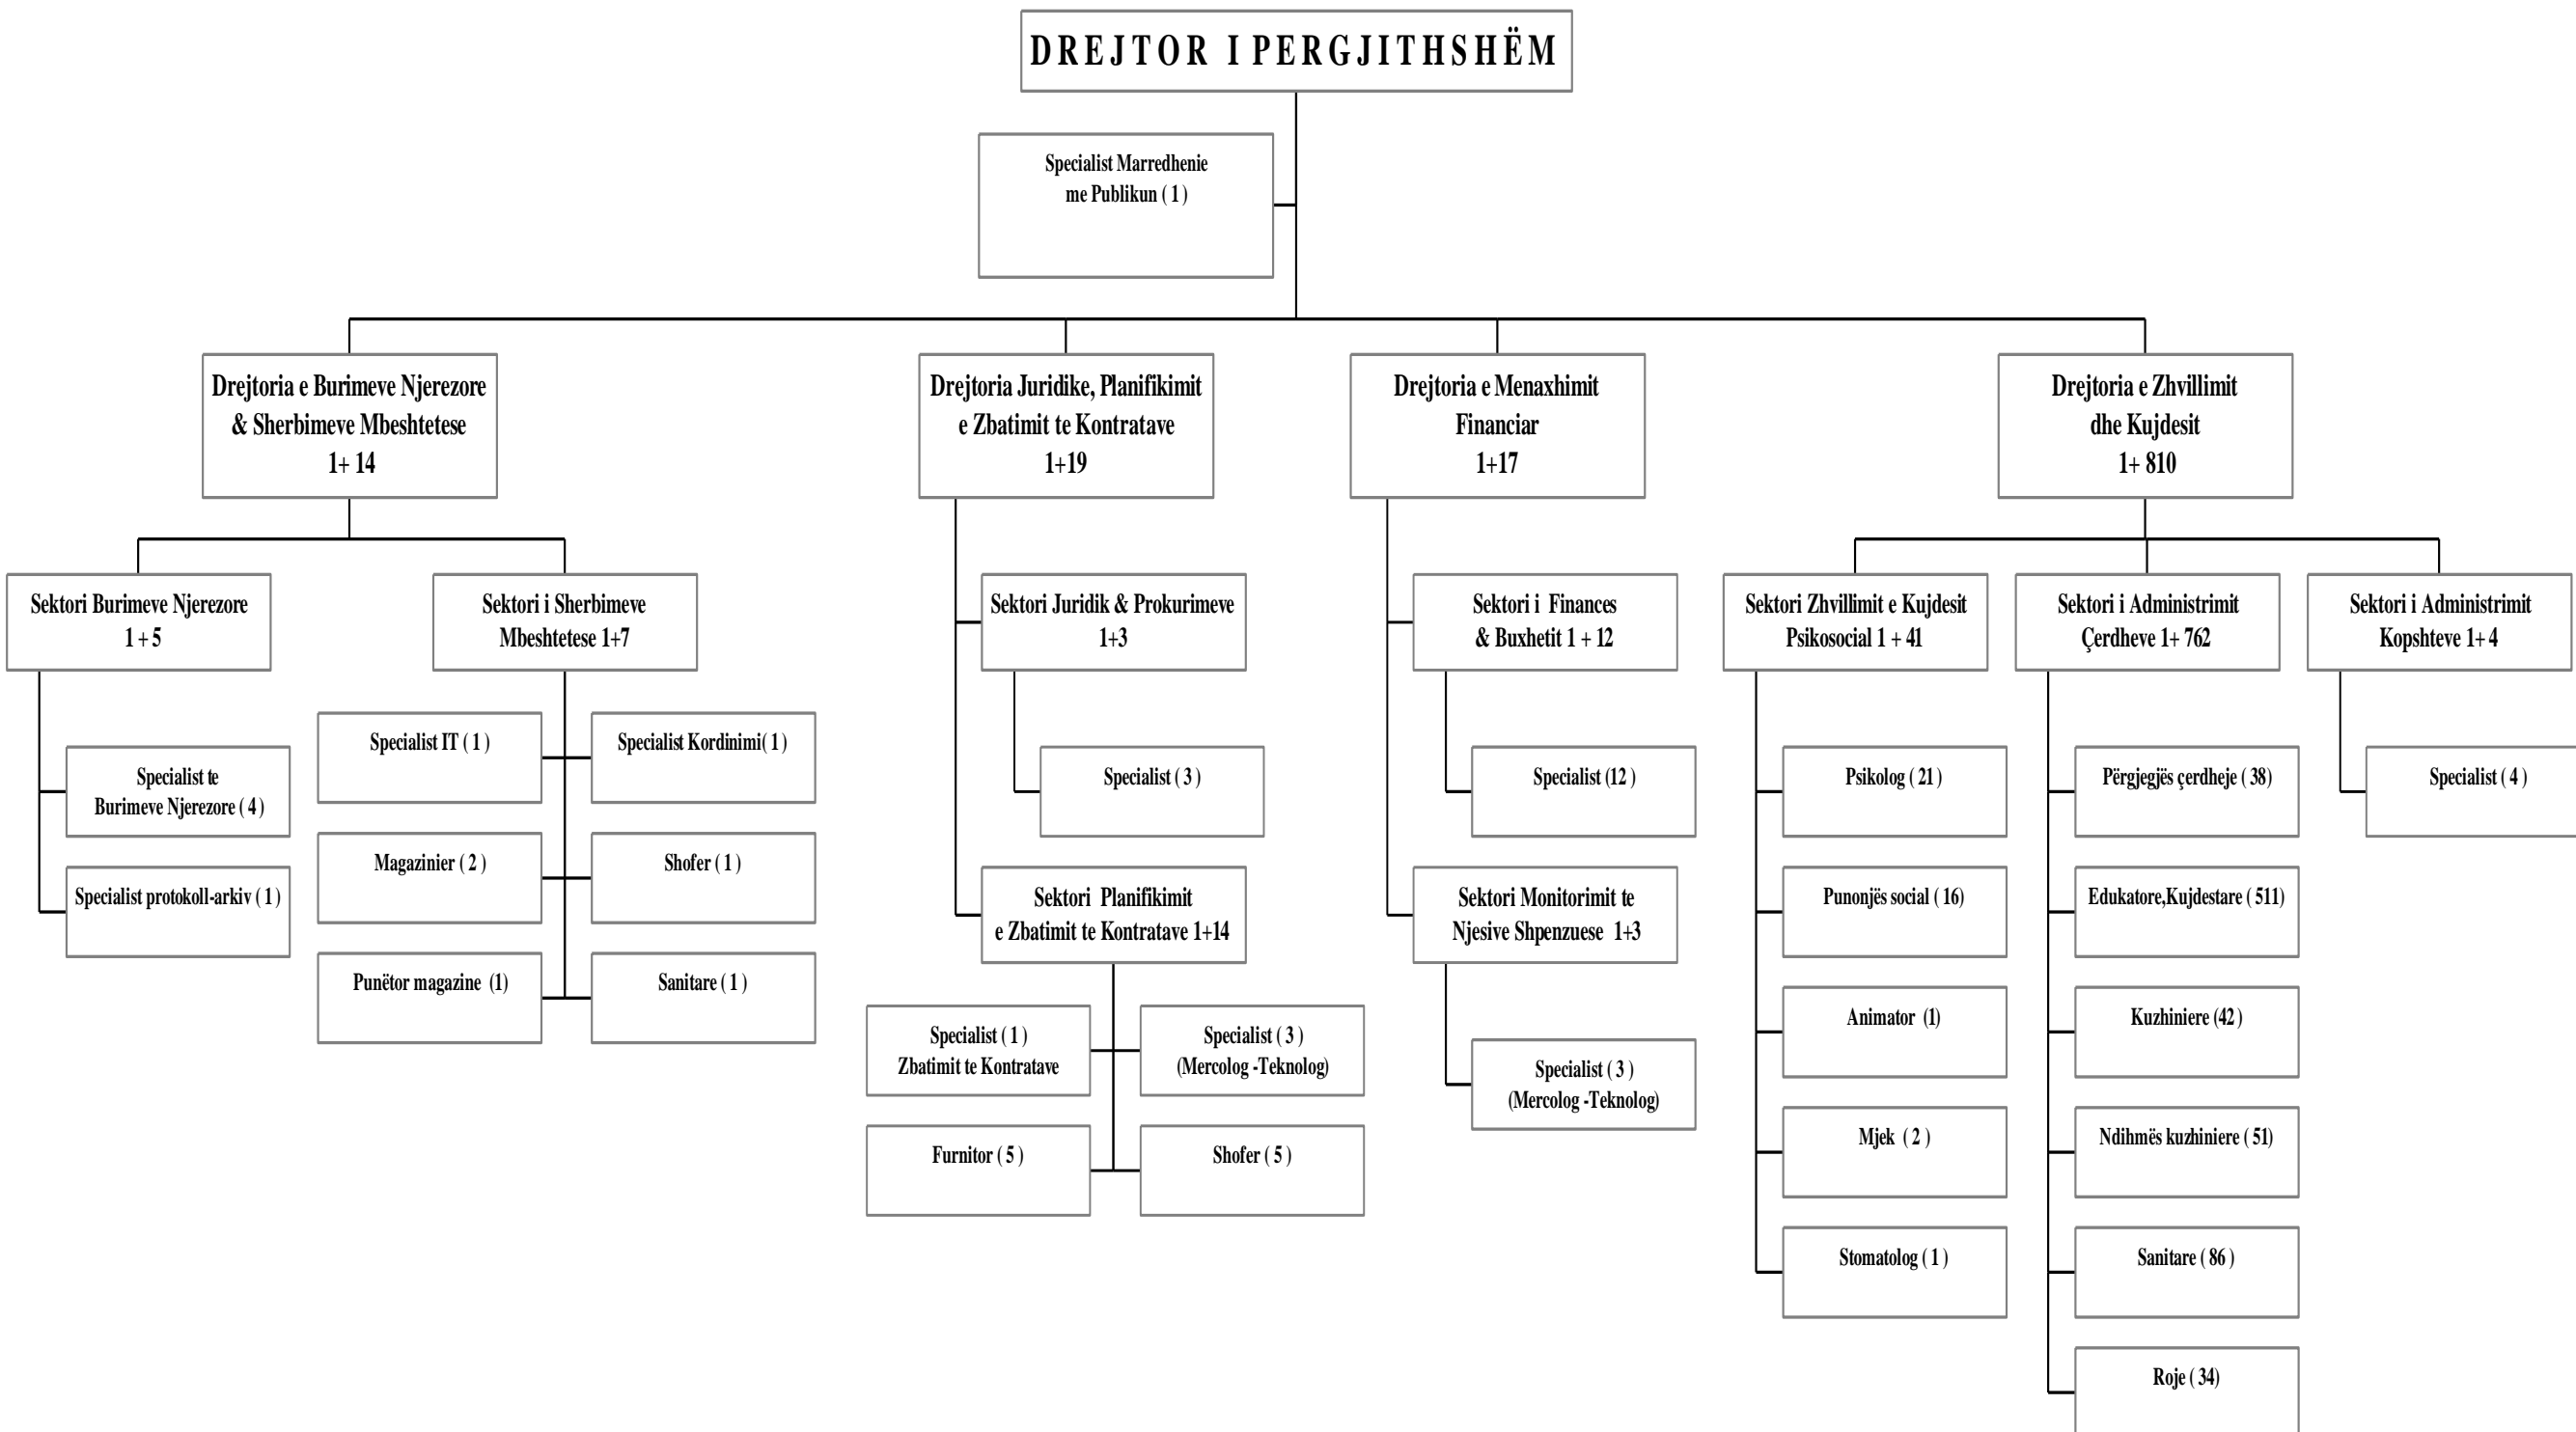 DREJTOR I PERGJITHSHËM
Specialist Marredhenie
me Publikun ( 1 )
Drejtoria e Burimeve Njerezore
& Sherbimeve Mbeshtetese
1+ 14
Drejtoria Juridike, Planifikimit
e Zbatimit te Kontratave
1+19
Drejtoria e Menaxhimit
Financiar
1+17
Drejtoria e Zhvillimit
dhe Kujdesit
1+ 810
Sektori Burimeve Njerezore
1 + 5
Specialist te
Burimeve Njerezore ( 4 )
Specialist protokoll-arkiv ( 1 )
Sektori i Sherbimeve
Mbeshtetese 1+7
Specialist IT ( 1 )
Specialist Kordinimi( 1 )
Magazinier ( 2 )
Shofer ( 1 )
Punëtor magazine (1)
Sanitare ( 1 )
Sektori Juridik & Prokurimeve
1+3
Specialist ( 3 )
Sektori Planifikimit
e Zbatimit te Kontratave 1+14
Specialist ( 1 )
Zbatimit te Kontratave
Specialist ( 3 )
(Mercolog -Teknolog)
Furnitor ( 5 )
Shofer ( 5 )
Sektori i Finances
& Buxhetit 1 + 12
Specialist (12 )
Sektori Monitorimit te
Njesive Shpenzuese 1+3
Specialist ( 3 )
(Mercolog -Teknolog)
Sektori Zhvillimit e Kujdesit
Psikosocial 1 + 41
Psikolog ( 21 )
Punonjës social ( 16)
Animator (1)
Mjek ( 2 )
Stomatolog ( 1 )
Sektori i Administrimit
Çerdheve 1+ 762
Përgjegjës çerdheje ( 38)
Edukatore,Kujdestare ( 511)
Kuzhiniere (42 )
Ndihmës kuzhiniere ( 51)
Sanitare ( 86 )
Roje ( 34)
Sektori i Administrimit
Kopshteve 1+ 4
Specialist ( 4 )